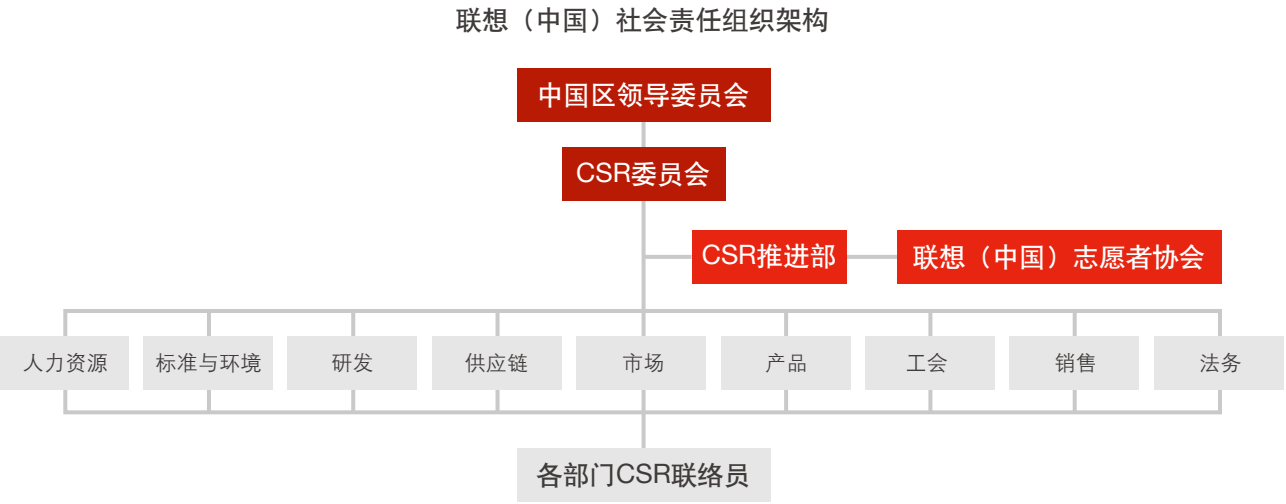 联想（中国）社会责任组织架构
中国区领导委员会
CSR委员会
CSR推进部
联想（中国）志愿者协会
人力资源
标准与环境
研发
供应链
市场
产品
工会
销售
法务
各部门CSR联络员